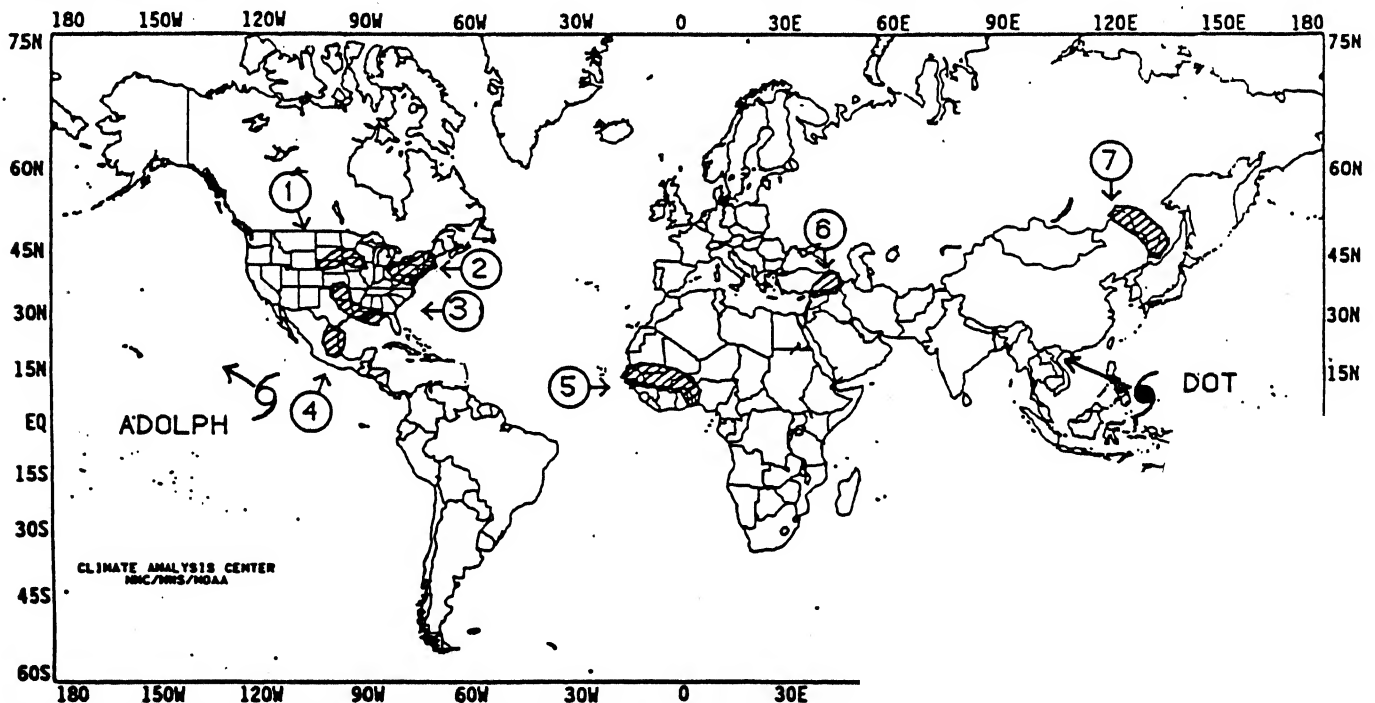 180 150W 120W 90W 60W 30W 0 30E 60E 90E 120E 150E 180
75N 75N
7
60N 60N
1
6
45N 2 45N
3
30N 30N
15N 5 DOT 15N
4
ADOLPH
EQ
15S
30S
CLIMATE ANALYSIS CENTER
NMC/NWS/NOAA
45S
60S
180 150W 120W 90W 60W 30W 0 30E